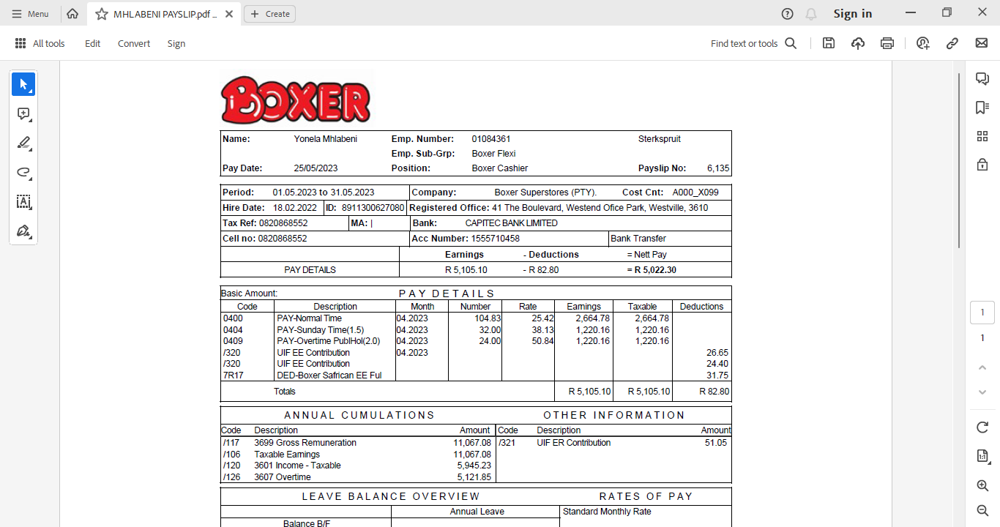 Menu
MHLABENI PAYSLIP.pdf ...
Create
Sign in
All tools Edit Convert Sign
Find text or tools
BOXER
Name: Yonela Mhlabeni Emp. Number: 01084361 Sterkspruit
Emp. Sub-Grp: Boxer Flexi
Pay Date: 25/05/2023 Position: Boxer Cashier Payslip No: 6,135
Period: 01.05.2023 to 31.05.2023 Company: Boxer Superstores (PTY). Cost Cnt: A000_X099
Hire Date: 18.02.2022 ID: 8911300627080 Registered Office: 41 The Boulevard, Westend Ofice Park, Westville, 3610
Tax Ref: 0820868552 MA: | Bank: CAPITEC BANK LIMITED
Cell no: 0820868552 Acc Number: 1555710458 Bank Transfer
Earnings - Deductions = Nett Pay
PAY DETAILS R 5,105.10 - R 82.80 = R 5,022.30
Basic Amount: PAY DETAILS
Code Description Month Number Rate Earnings Taxable Deductions
0400 PAY-Normal Time 04.2023 104.83 25.42 2,664.78 2,664.78
0404 PAY-Sunday Time(1.5) 04.2023 32.00 38.13 1,220.16 1,220.16
0409 PAY-Overtime PublHol(2.0) 04.2023 24.00 50.84 1,220.16 1,220.16
/320 UIF EE Contribution 04.2023 26.65
/320 UIF EE Contribution 24.40
7R17 DED-Boxer Safrican EE Ful 31.75
Totals R 5,105.10 R 5,105.10 R 82.80
ANNUAL CUMULATIONS OTHER INFORMATION
Code Description Amount Code Description Amount
/117 3699 Gross Remuneration 11,067.08 /321 UIF ER Contribution 51.05
/106 Taxable Earnings 11,067.08
/120 3601 Income - Taxable 5,945.23
/126 3607 Overtime 5,121.85
LEAVE BALANCE OVERVIEW RATES OF PAY
Annual Leave Standard Monthly Rate
Balance B/F
1
1